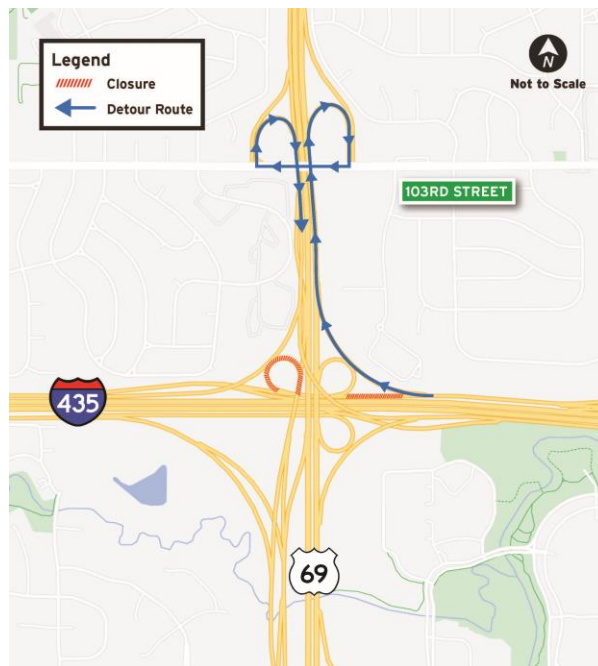 Legend
Closure
Detour Route
N
Not to Scale
103RD STREET
435
69